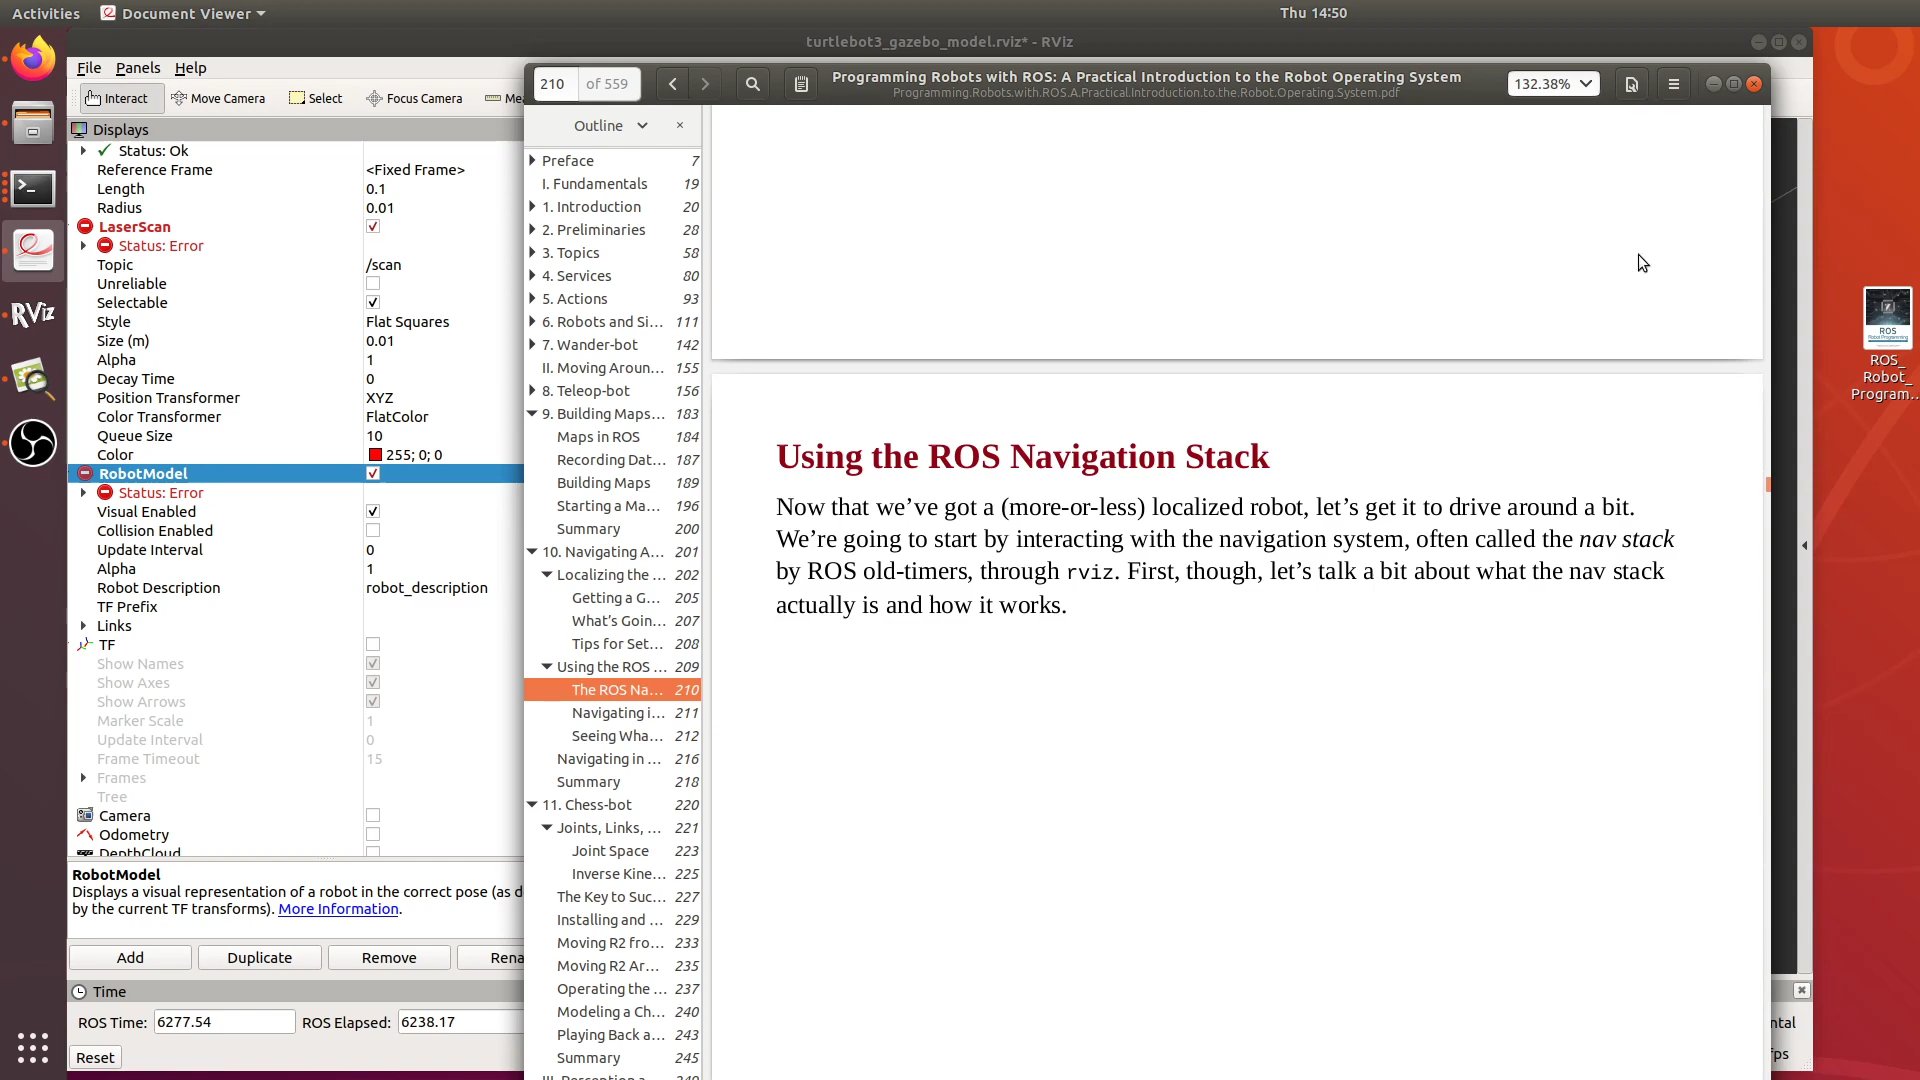 Activities
Document Viewer
Thu 14:50
turtlebot3_gazebo_model.rviz* - RViz
File Panels Help
Interact Move Camera Select Focus Camera
Displays
Status: Ok
Reference Frame <Fixed Frame>
Length 0.1
Radius 0.01
LaserScan
Status: Error
Topic /scan
Unreliable
Selectable
Style Flat Squares
Size (m) 0.01
Alpha 1
Decay Time 0
Position Transformer XYZ
Color Transformer FlatColor
Queue Size 10
Color 255; 0; 0
RobotModel
Status: Error
Visual Enabled
Collision Enabled
Update Interval 0
Alpha 1
Robot Description robot_description
TF Prefix
Links
TF
Show Names
Show Axes
Show Arrows
Marker Scale 1
Update Interval 0
Frame Timeout 15
Frames
Tree
Camera
Odometry
DepthCloud
RobotModel
Displays a visual representation of a robot in the correct pose (as d
by the current TF transforms). More Information.
Add Duplicate Remove Rena
Time
ROS Time: 6277.54 ROS Elapsed: 6238.17
Reset
210 of 559
Programming Robots with ROS: A Practical Introduction to the Robot Operating System
Programming.Robots.with.ROS.A.Practical.Introduction.to.the.Robot.Operating.System.pdf
132.38%
Outline
Preface 7
I. Fundamentals 19
1. Introduction 20
2. Preliminaries 28
3. Topics 58
4. Services 80
5. Actions 93
6. Robots and Si... 111
7. Wander-bot 142
II. Moving Aroun... 155
8. Teleop-bot 156
9. Building Maps... 183
Maps in ROS 184
Recording Dat... 187
Building Maps 189
Starting a Ma... 196
Summary 200
10. Navigating A... 201
Localizing the ... 202
Getting a G... 205
What's Goin... 207
Tips for Set... 208
Using the ROS ... 209
The ROS Na... 210
Navigating i... 211
Seeing Wha... 212
Navigating in ... 216
Summary 218
11. Chess-bot 220
Joints, Links, ... 221
Joint Space 223
Inverse Kine... 225
The Key to Suc... 227
Installing and ... 229
Moving R2 fro... 233
Moving R2 Ar... 235
Operating the ... 237
Modeling a Ch... 240
Playing Back a... 243
Summary 245
Using the ROS Navigation Stack
Now that we've got a (more-or-less) localized robot, let's get it to drive around a bit.
We're going to start by interacting with the navigation system, often called the nav stack
by ROS old-timers, through rviz. First, though, let's talk a bit about what the nav stack
actually is and how it works.
ntal
fps
RViz
ROS
ROS_
Robot_
Program...